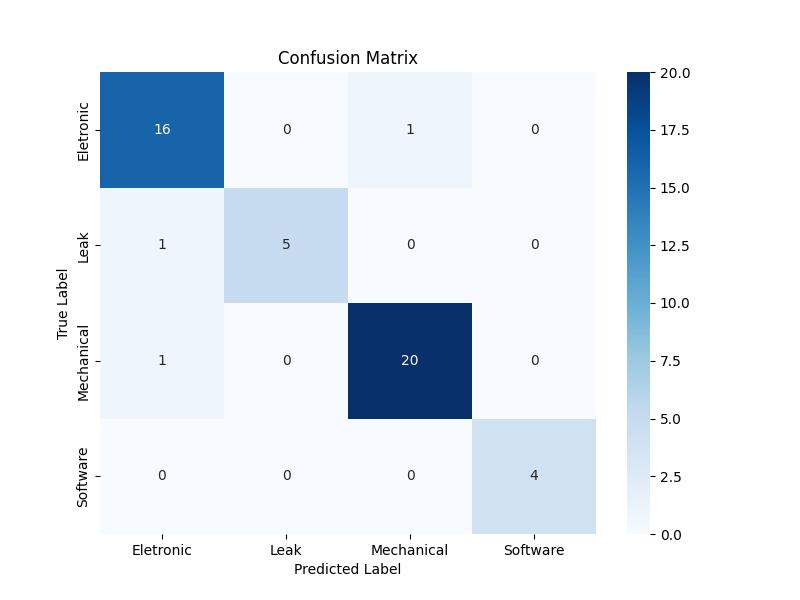 Confusion Matrix
True Label
Eletronic 16 0 1 0
Leak 1 5 0 0
Mechanical 1 0 20 0
Software 0 0 0 4
Eletronic Leak Mechanical Software
Predicted Label
20.0
17.5
15.0
12.5
10.0
7.5
5.0
2.5
0.0